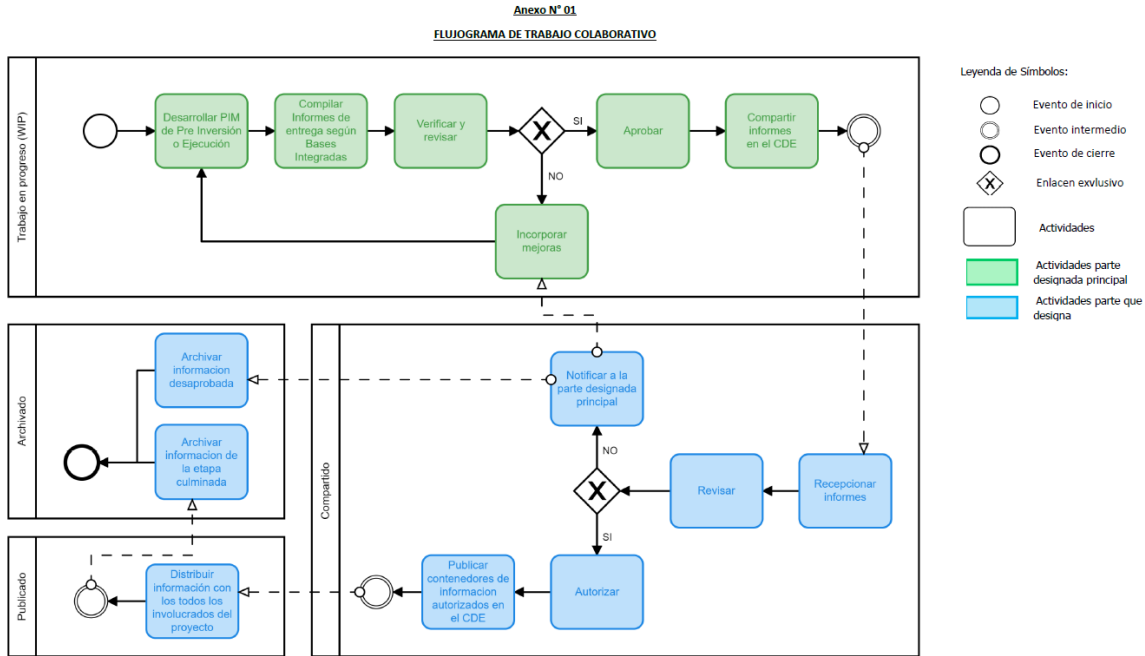 Anexo N° 01
FLUJOGRAMA DE TRABAJO COLABORATIVO
Trabajo en progreso (WIP)
Desarrollar PIM
de Pre Inversión
o Ejecución
Compilar
Informes de
entrega según
Bases
Integradas
Verificar y
revisar
X
SI
NO
Aprobar
Compartir
informes
en el CDE
Incorporar
mejoras
Leyenda de Símbolos:
Evento de inicio
Evento intermedio
Evento de cierre
X
Enlacen exvlusivo
Actividades
Actividades parte
designada principal
Actividades parte que
designa
Archivado
Archivar
informacion
desaprobada
Archivar
informacion de
la etapa
culminada
Compartido
Notificar a la
parte designada
principal
NO
X
SI
Revisar
Recepcionar
informes
Autorizar
Publicar
contenedores de
informacion
autorizados en
el CDE
Publicado
Distribuir
información con
los todos los
involucrados del
proyecto